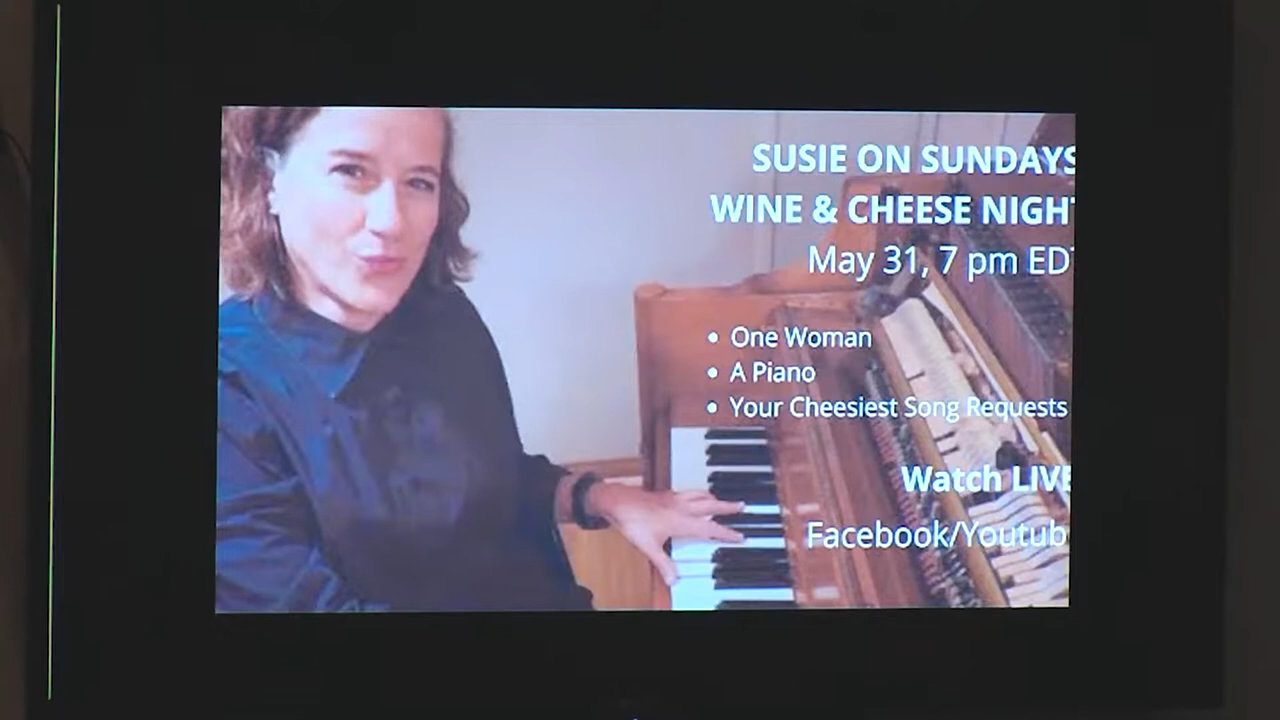 SUSIE ON SUNDAYS
WINE & CHEESE NIGHT
May 31, 7 pm EDT
• One Woman
• A Piano
• Your Cheesiest Song Requests
Watch LIVE
Facebook/Youtub